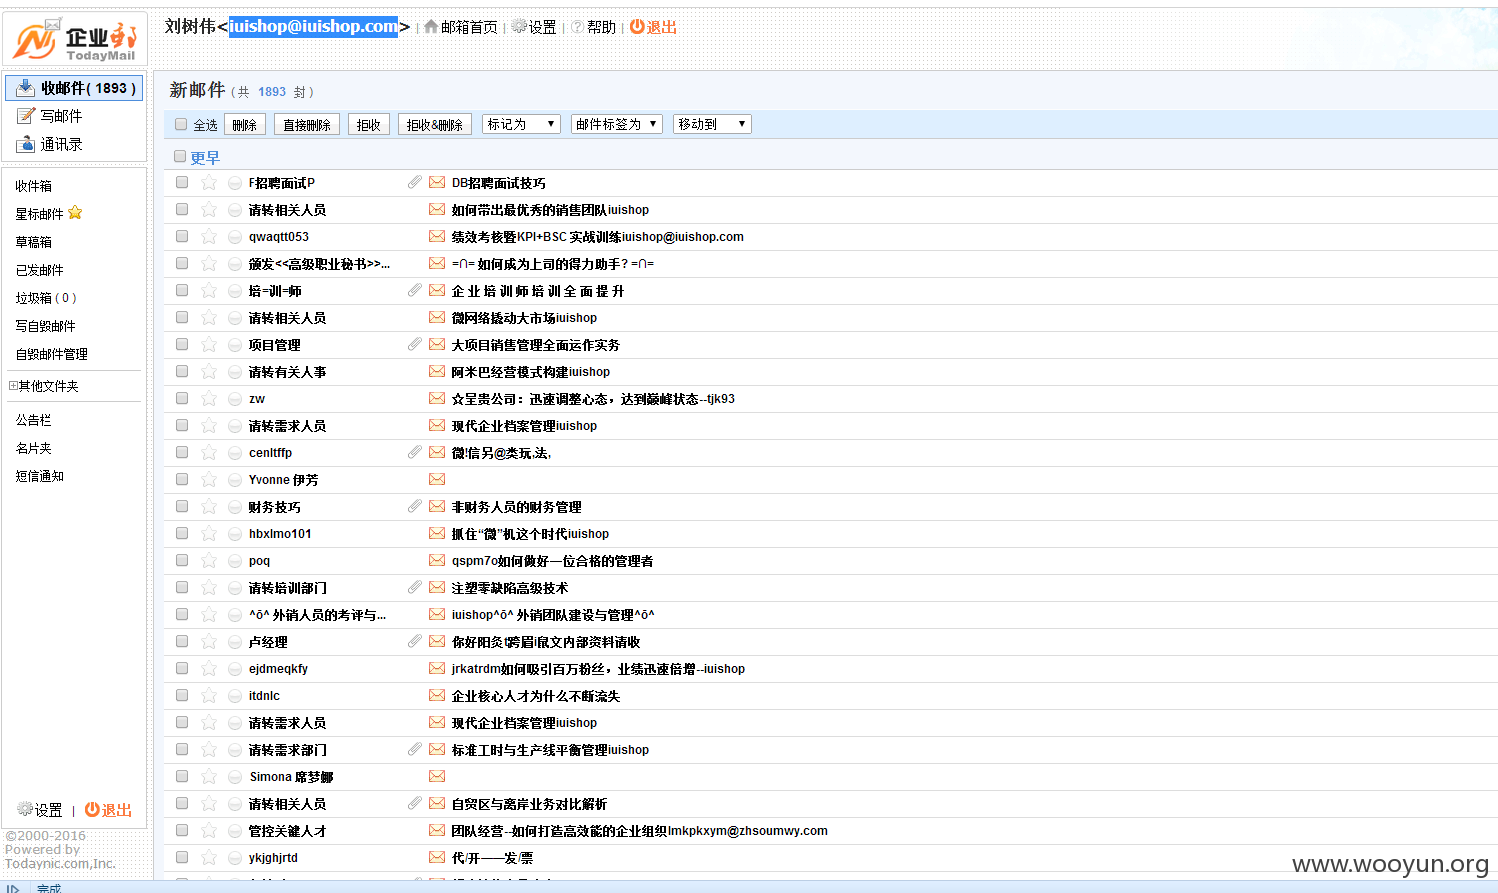 企业邮
TodayMail
刘树伟<iuishop@iuishop.com> | 邮箱首页 | 设置 | 帮助 | 退出
收邮件( 1893 )
写邮件
通讯录
收件箱
星标邮件
草稿箱
已发邮件
垃圾箱 ( 0 )
写自毁邮件
自毁邮件管理
其他文件夹
公告栏
名片夹
短信通知
设置 | 退出
©2000-2016
Powered by
Todaynic.com,Inc.
新邮件 ( 共 1893 封 )
全选 删除 直接删除 拒收 拒收&删除 标记为 邮件标签为 移动到
更早
F招聘面试P DB招聘面试技巧
请转相关人员 如何带出最优秀的销售团队iuishop
qwaqtt053 绩效考核暨KPI+BSC 实战训练iuishop@iuishop.com
颁发<<高级职业秘书>>... =∩= 如何成为上司的得力助手? =∩=
培=训=师 企 业 培 训 师 培 训 全 面 提 升
请转相关人员 微网络撬动大市场iuishop
项目管理 大项目销售管理全面运作实务
请转有关人事 阿米巴经营模式构建iuishop
zw ☆呈贵公司：迅速调整心态，达到巅峰状态--tjk93
请转需求人员 现代企业档案管理iuishop
cenltffp 微!信另@类玩,法,
Yvonne 伊芳
财务技巧 非财务人员的财务管理
hbxlmo101 抓住“微”机这个时代iuishop
poq qspm7o如何做好一位合格的管理者
请转培训部门 注塑零缺陷高级技术
^ō^ 外销人员的考评与... iuishop^ō^ 外销团队建设与管理^ō^
卢经理 你好阳灸t跨眉i鼠文内部资料请收
ejdmeqkfy jrkatrdm如何吸引百万粉丝，业绩迅速倍增--iuishop
itdnlc 企业核心人才为什么不断流失
请转需求人员 现代企业档案管理iuishop
请转需求部门 标准工时与生产线平衡管理iuishop
Simona 席梦娜
请转相关人员 自贸区与离岸业务对比解析
管控关键人才 团队经营--如何打造高效能的企业组织lmkpkxym@zhsoumwy.com
ykjghjrtd 代/开——发/票
www.wooyun.org
完成